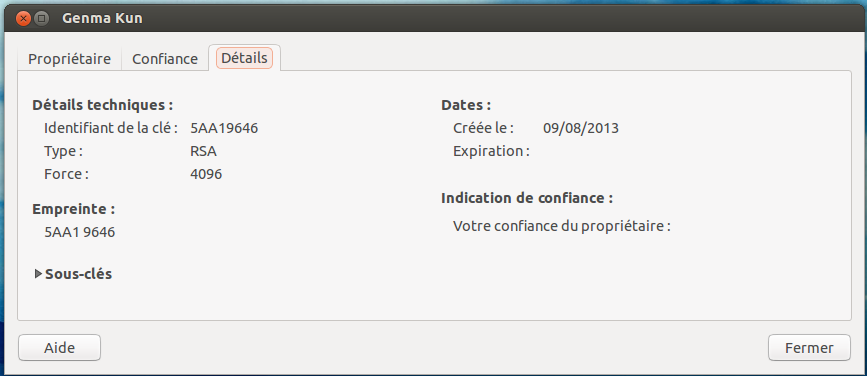 Genma Kun
Propriétaire Confiance Détails
Détails techniques :
Identifiant de la clé : 5AA19646
Type : RSA
Force : 4096
Empreinte :
5AA1 9646
Sous-clés
Dates :
Créée le : 09/08/2013
Expiration :
Indication de confiance :
Votre confiance du propriétaire :
Aide Fermer